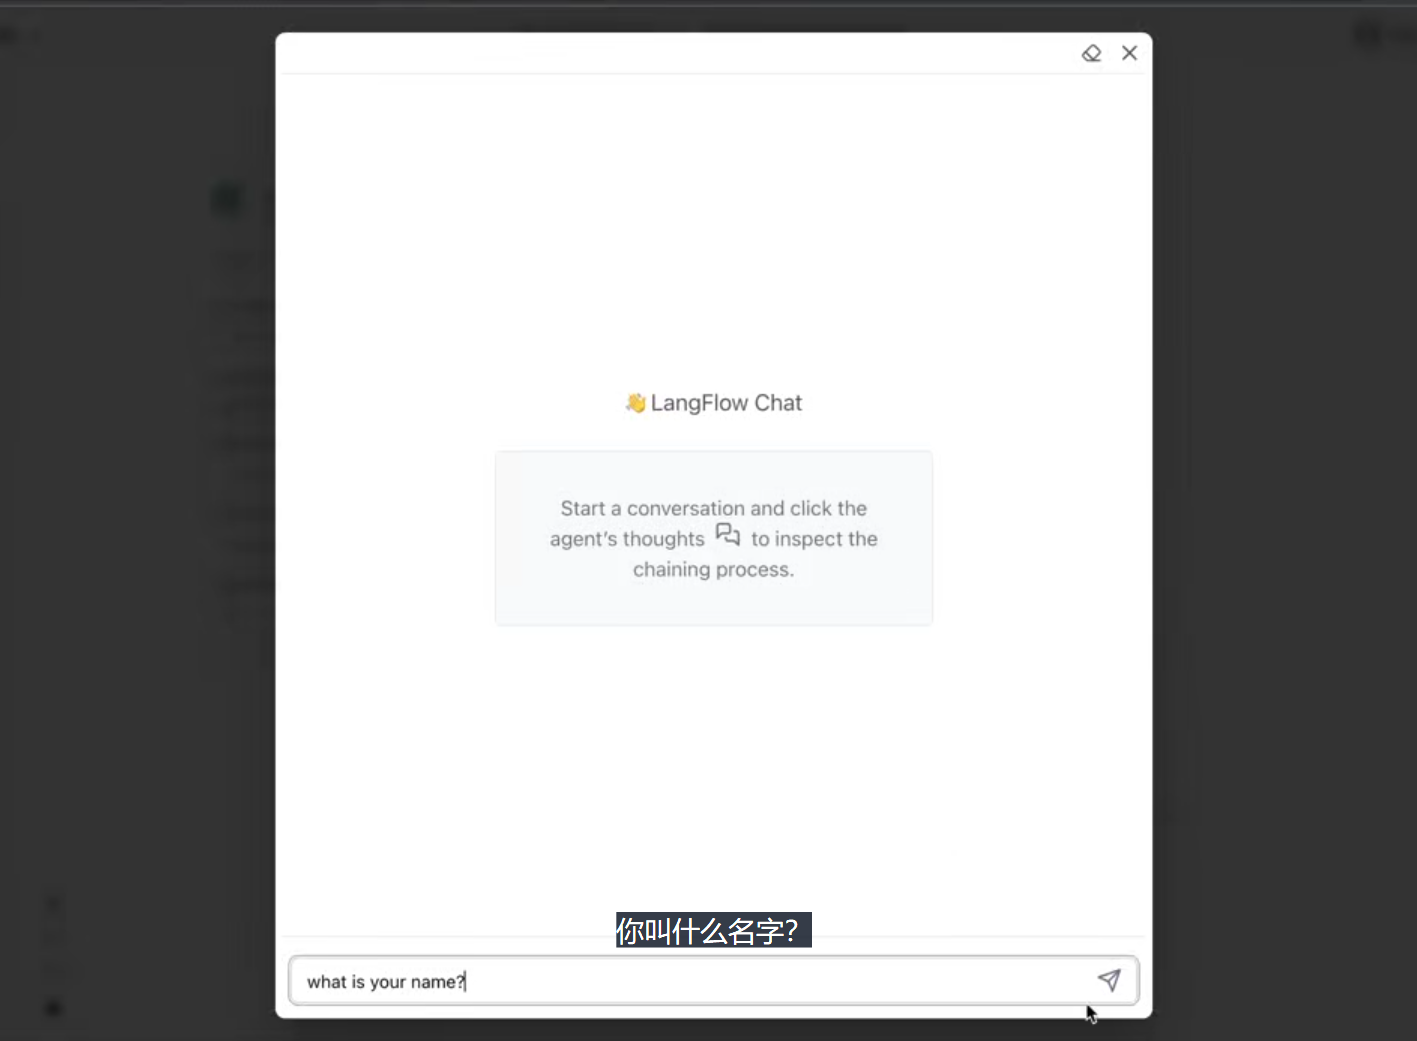 👋 LangFlow Chat
Start a conversation and click the
agent's thoughts to inspect the
chaining process.
你叫什么名字?
what is your name?